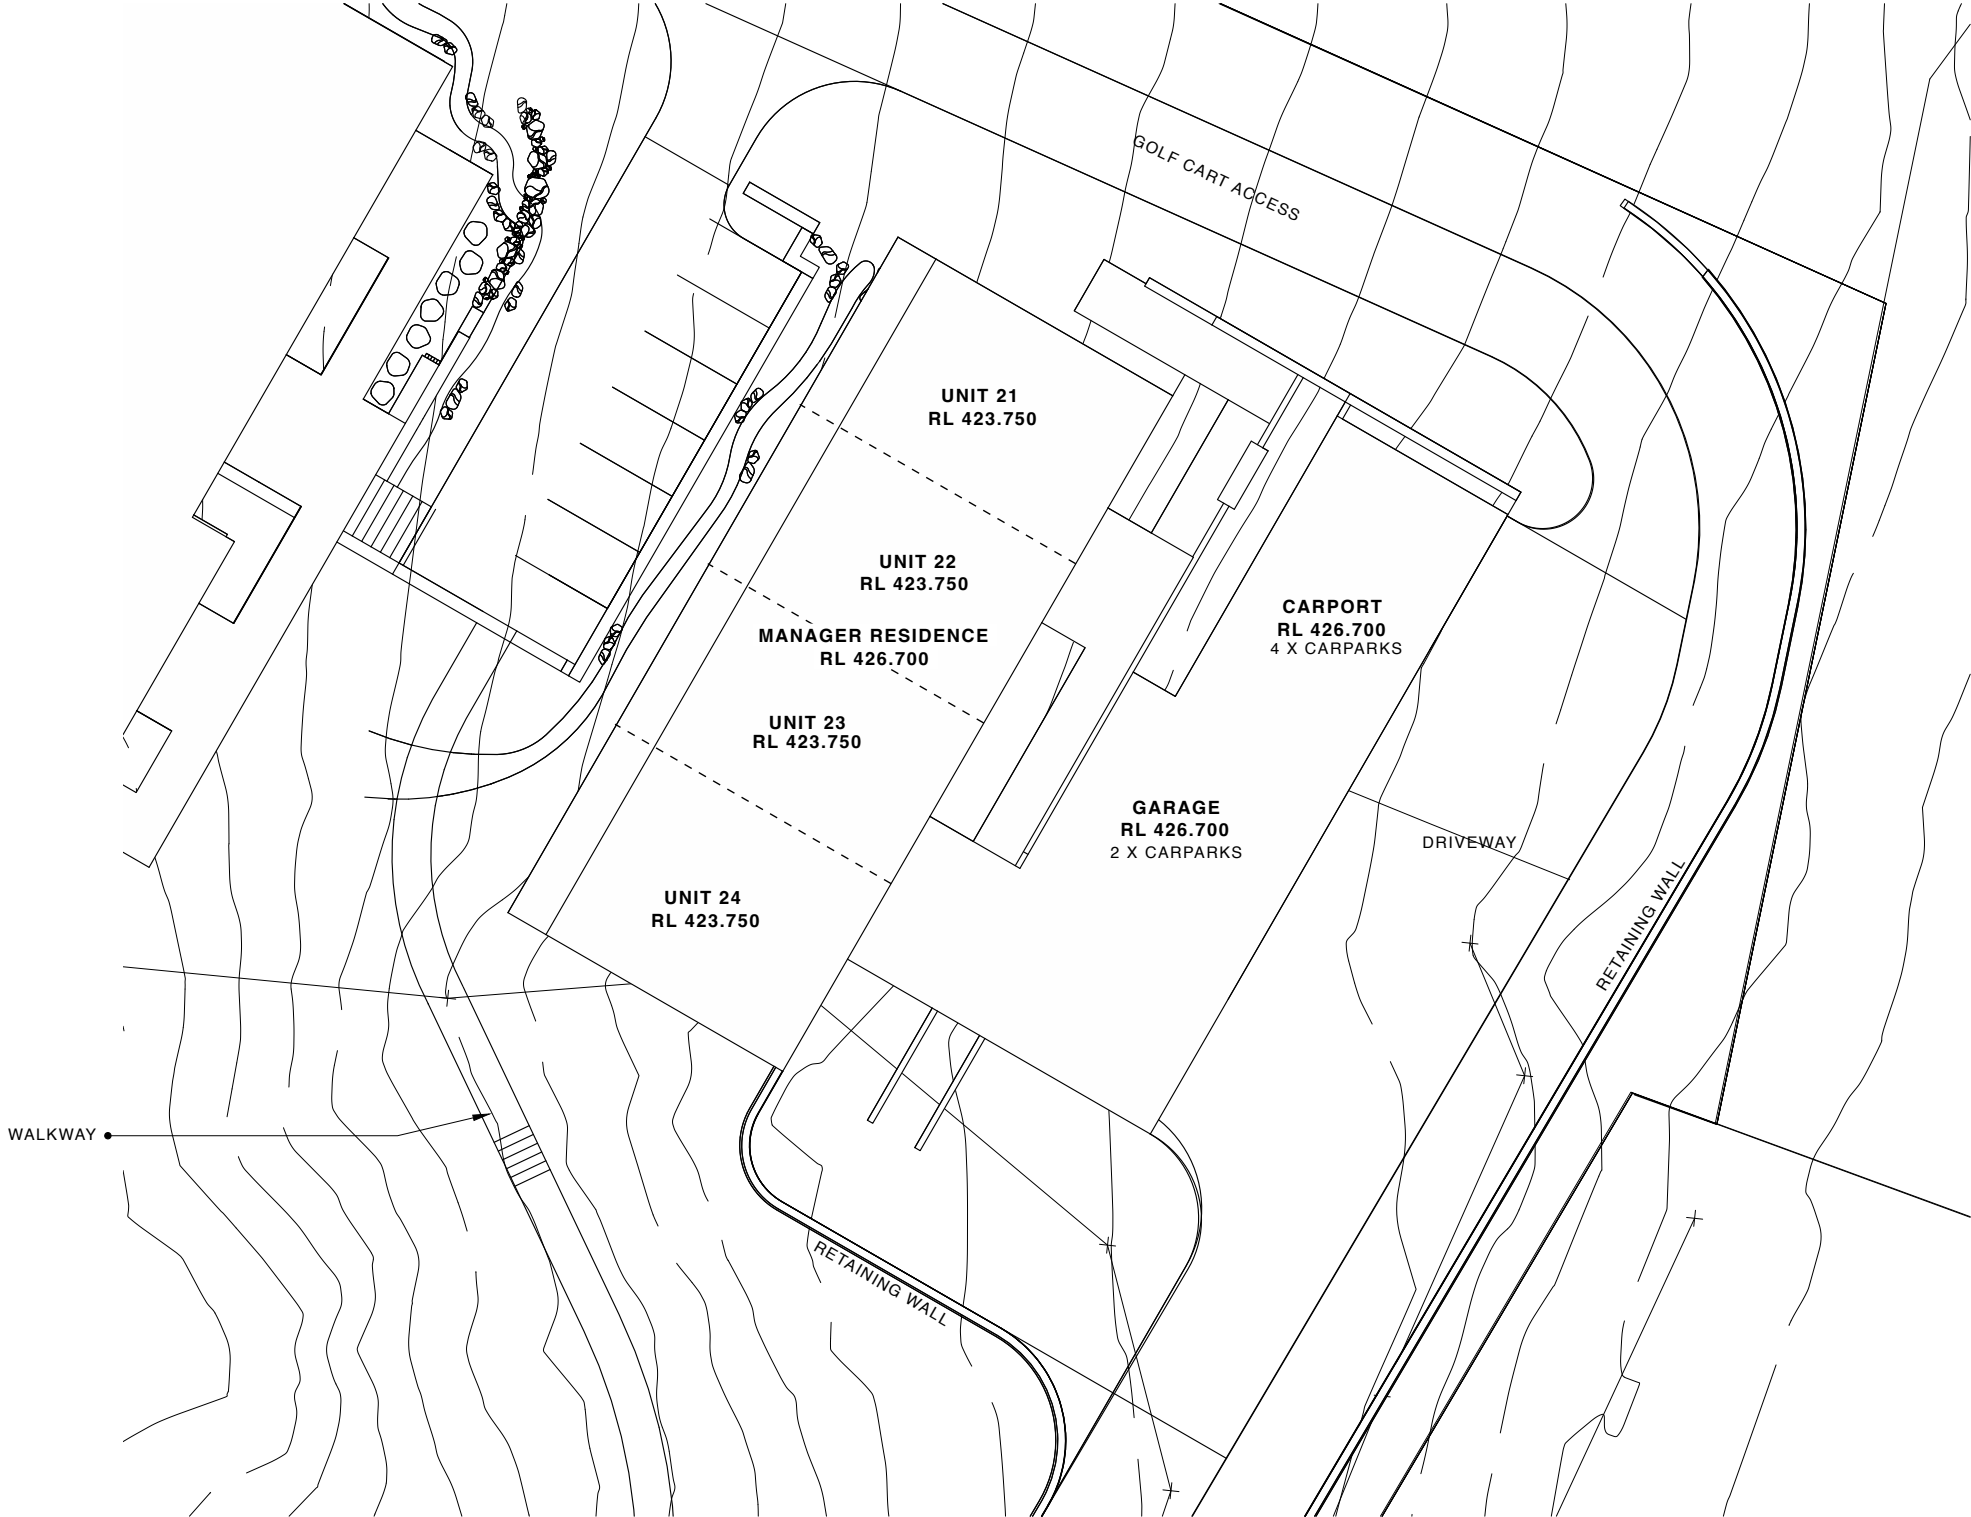 GOLF CART ACCESS
UNIT 21
RL 423.750
UNIT 22
RL 423.750
MANAGER RESIDENCE
RL 426.700
CARPORT
RL 426.700
4 X CARPARKS
UNIT 23
RL 423.750
GARAGE
RL 426.700
2 X CARPARKS
DRIVEWAY
UNIT 24
RL 423.750
RETAINING WALL
WALKWAY
RETAINING WALL